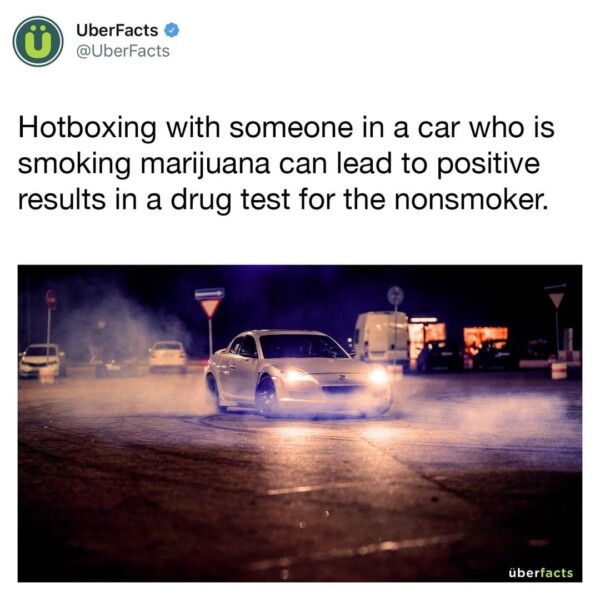 UberFacts
@UberFacts
Hotboxing with someone in a car who is
smoking marijuana can lead to positive
results in a drug test for the nonsmoker.
überfacts